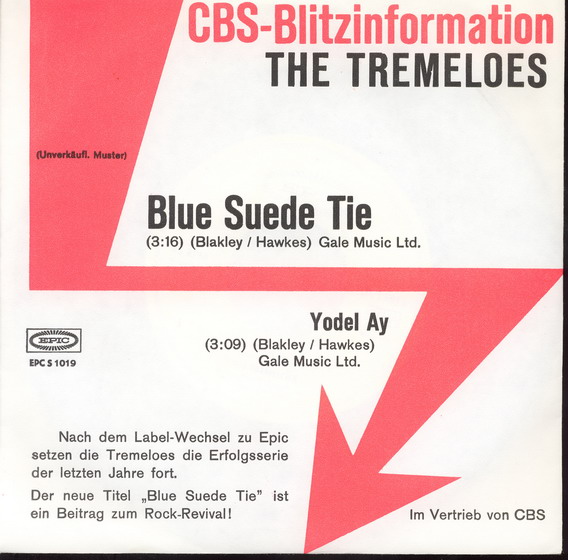 CBS-Blitzinformation
THE TREMELOES
(Unverkäufl. Muster)
Blue Suede Tie
(3:16) (Blakley / Hawkes) Gale Music Ltd.
Yodel Ay
(3:09) (Blakley / Hawkes)
Gale Music Ltd.
EPIC
EPC S 1019
Nach dem Label-Wechsel zu Epic
setzen die Tremeloes die Erfolgsserie
der letzten Jahre fort.
Der neue Titel „Blue Suede Tie” ist
ein Beitrag zum Rock-Revival!
Im Vertrieb von CBS